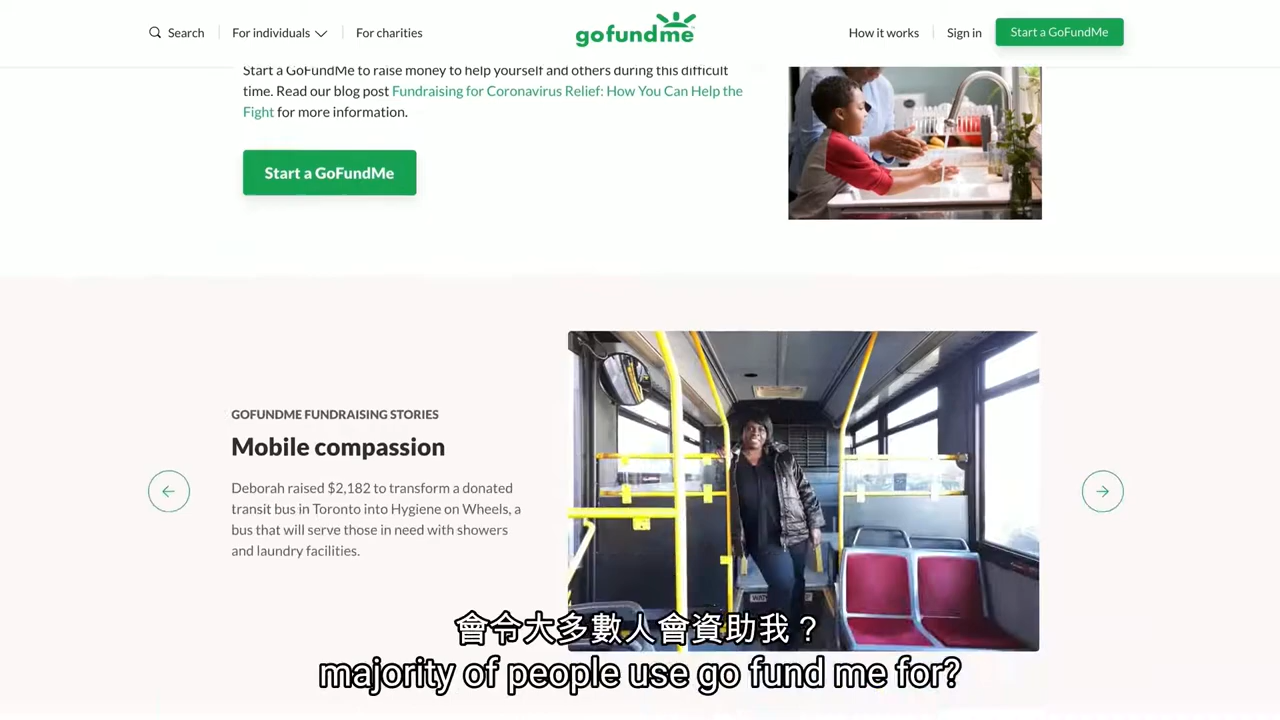 Search
For individuals
For charities
gofundme
How it works
Sign in
Start a GoFundMe
Start a GoFundMe to raise money to help yourself and others during this difficult
time. Read our blog post Fundraising for Coronavirus Relief: How You Can Help the
Fight for more information.
Start a GoFundMe
GOFUNDME FUNDRAISING STORIES
Mobile compassion
Deborah raised $2,182 to transform a donated
transit bus in Toronto into Hygiene on Wheels, a
bus that will serve those in need with showers
and laundry facilities.
會令大多數人會資助我？
majority of people use go fund me for?